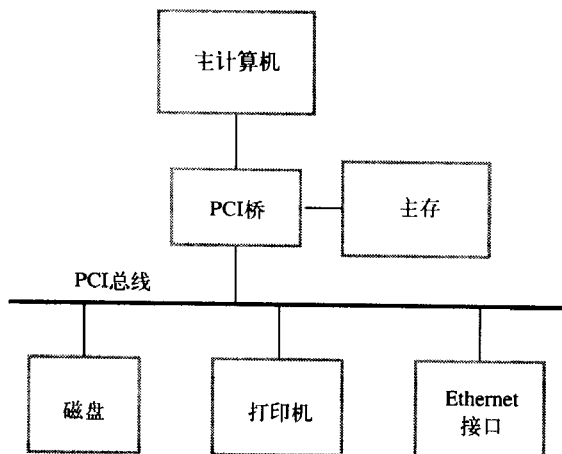 主计算机
PCI桥
主存
PCI总线
磁盘
打印机
Ethernet
接口